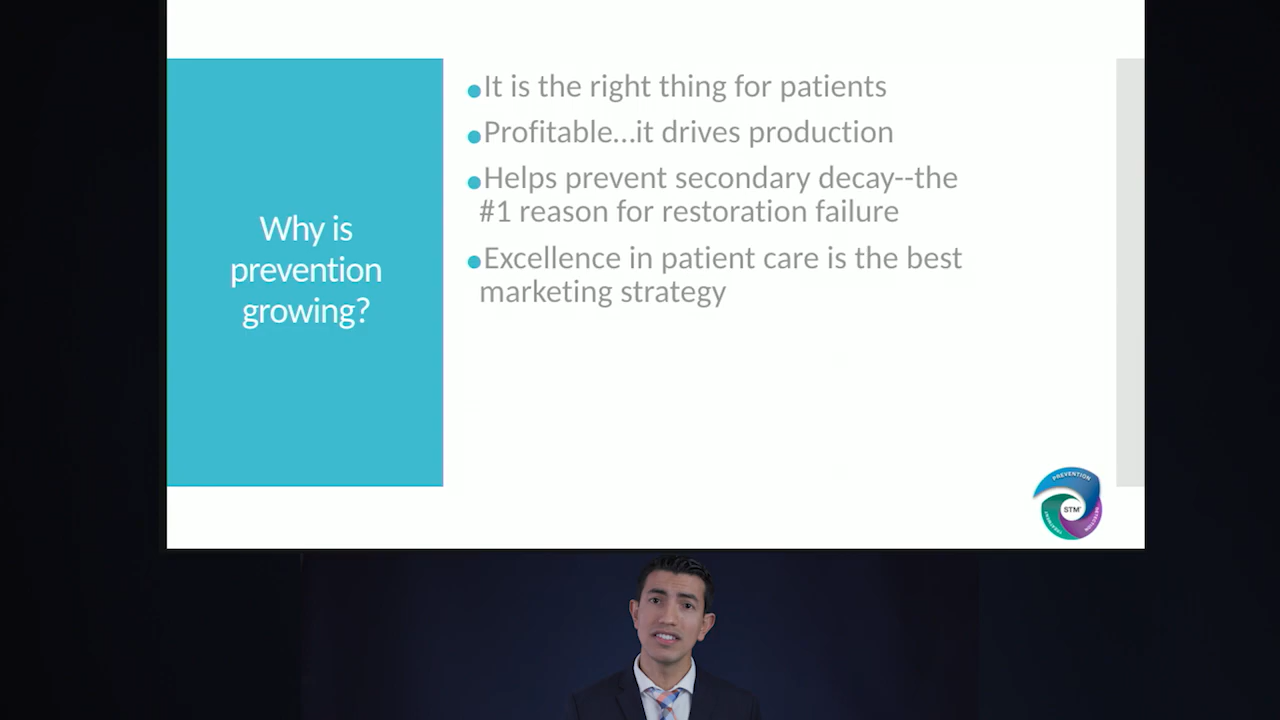 Why is
prevention
growing?
•It is the right thing for patients
•Profitable...it drives production
•Helps prevent secondary decay--the
#1 reason for restoration failure
•Excellence in patient care is the best
marketing strategy
PREVENTION
STM